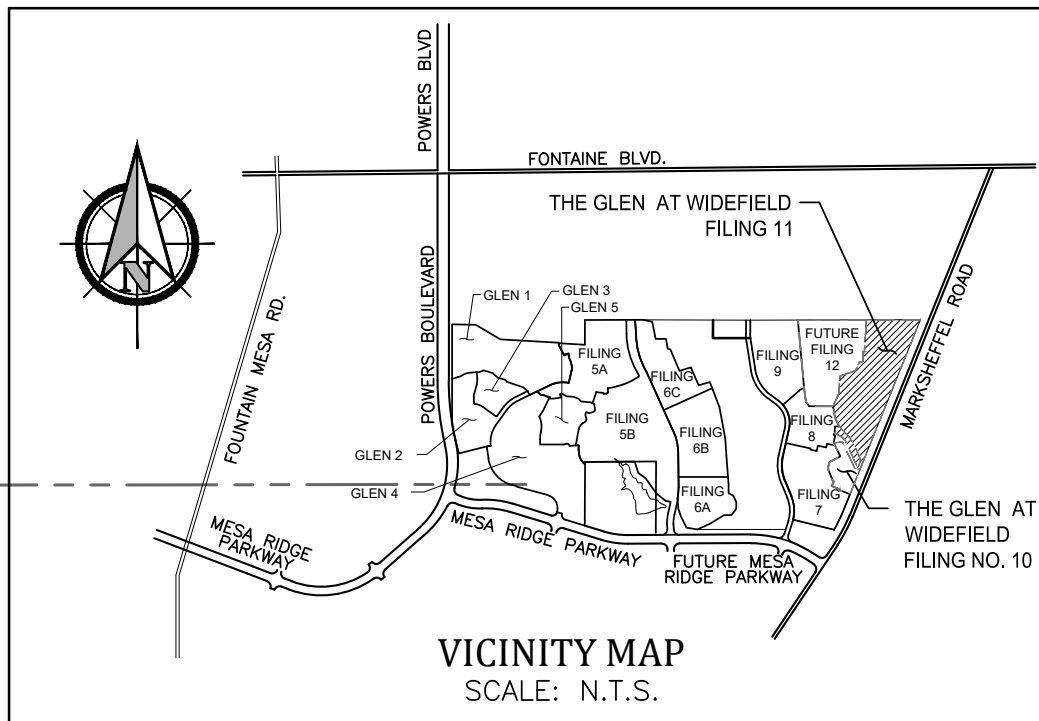 POWERS BLVD
FONTAINE BLVD.
THE GLEN AT WIDEFIELD
FILING 11
N
FOUNTAIN MESA RD.
POWERS BOULEVARD
MARKSHEFFEL ROAD
GLEN 1
GLEN 3
GLEN 5
FILING
5A
FILING
6C
FILING
9
FUTURE
FILING
12
FILING
8
GLEN 2
FILING
5B
FILING
6B
GLEN 4
FILING
6A
FILING
7
THE GLEN AT
WIDEFIELD
FILING NO. 10
MESA RIDGE
PARKWAY
MESA RIDGE PARKWAY
FUTURE MESA
RIDGE PARKWAY
VICINITY MAP
SCALE: N.T.S.